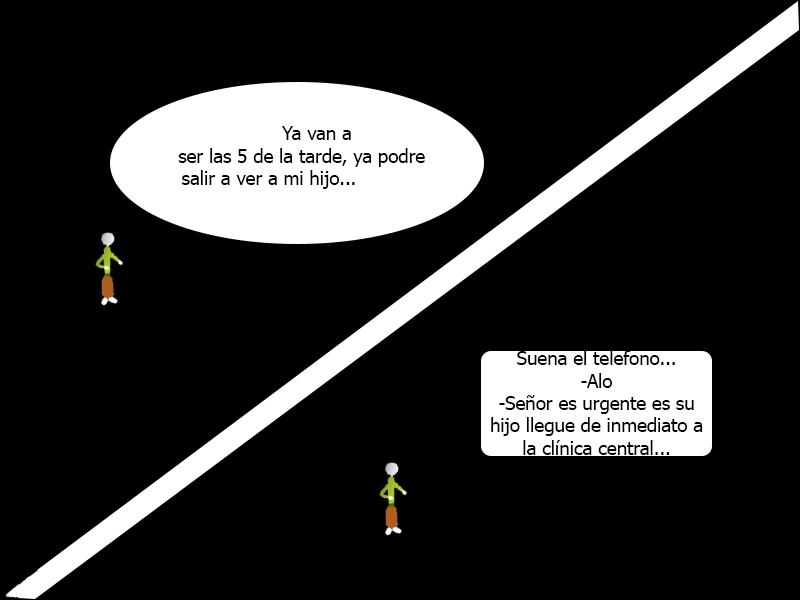 Ya van a
ser las 5 de la tarde, ya podre
salir a ver a mi hijo...
Suena el telefono...
-Alo
-Señor es urgente es su
hijo llegue de inmediato a
la clínica central...